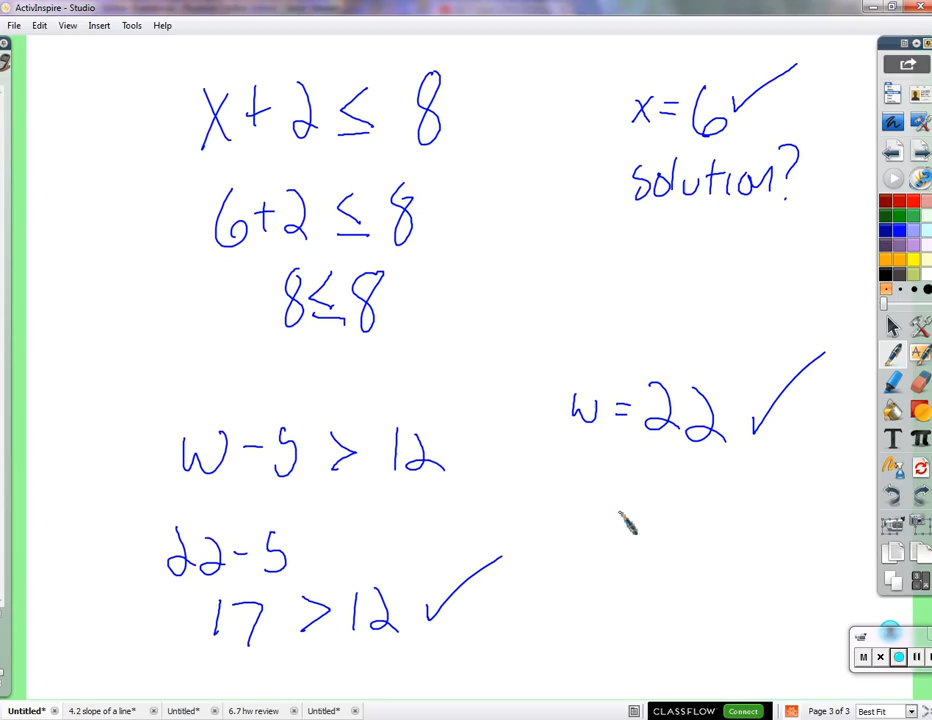 ActivInspire - Studio
File Edit View Insert Tools Help
x + 2 ≤ 8
x = 6 ✓
solution?
6 + 2 ≤ 8
8 ≤ 8
w = 22 ✓
w - 5 > 12
22 - 5
17 > 12 ✓
M
Untitled* 4.2 slope of a line* Untitled* 6.7 hw review Untitled* CLASSFLOW Connect Page 3 of 3 Best Fit